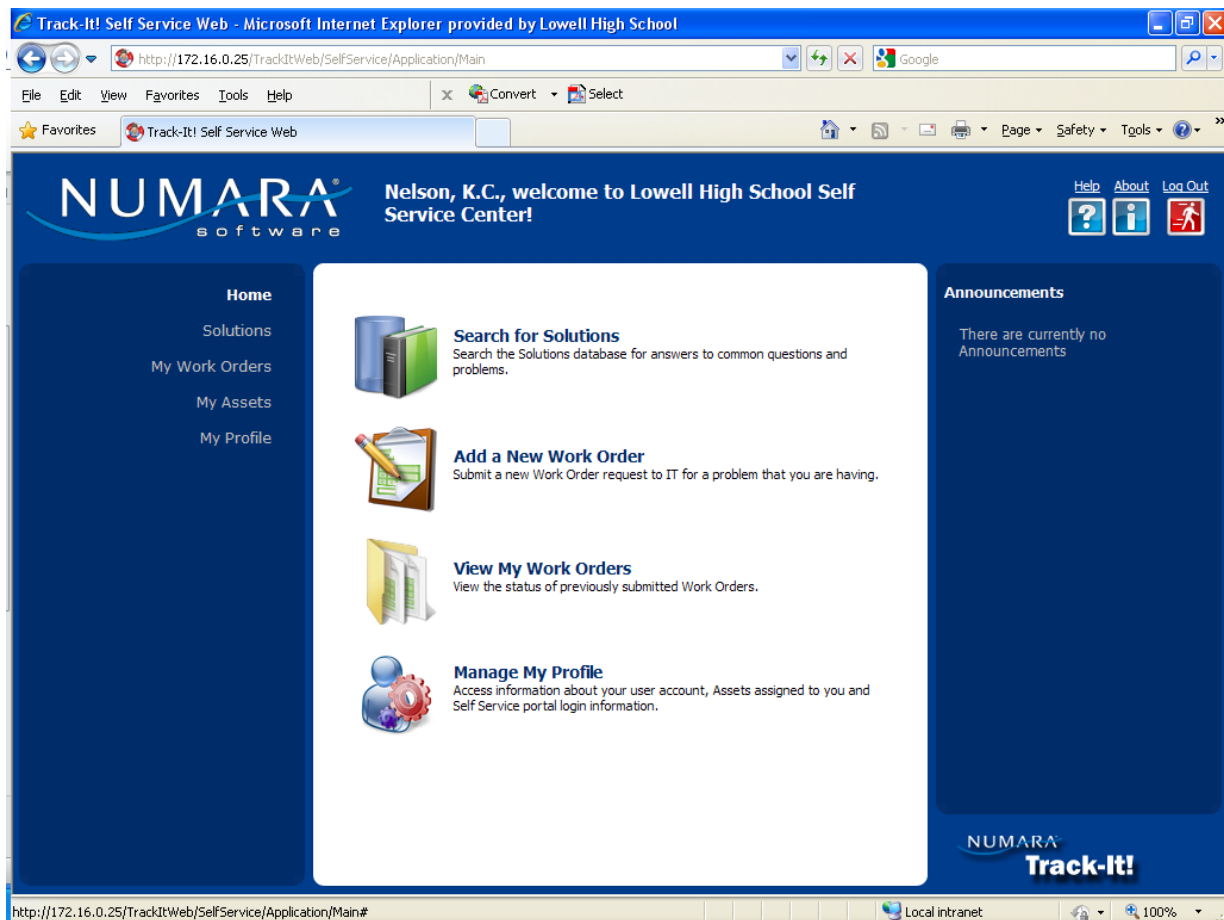 Track-It! Self Service Web - Microsoft Internet Explorer provided by Lowell High School
http://172.16.0.25/TrackItWeb/SelfService/Application/Main
Google
File Edit View Favorites Tools Help
x Convert Select
Favorites
Track-It! Self Service Web
Page Safety Tools
»
NUMARA
software
Nelson, K.C., welcome to Lowell High School Self
Service Center!
Help About Log Out
Home
Solutions
My Work Orders
My Assets
My Profile
Search for Solutions
Search the Solutions database for answers to common questions and
problems.
Add a New Work Order
Submit a new Work Order request to IT for a problem that you are having.
View My Work Orders
View the status of previously submitted Work Orders.
Manage My Profile
Access information about your user account, Assets assigned to you and
Self Service portal login information.
Announcements
There are currently no
Announcements
NUMARA
Track-It!
http://172.16.0.25/TrackItWeb/SelfService/Application/Main#
Local intranet
100%